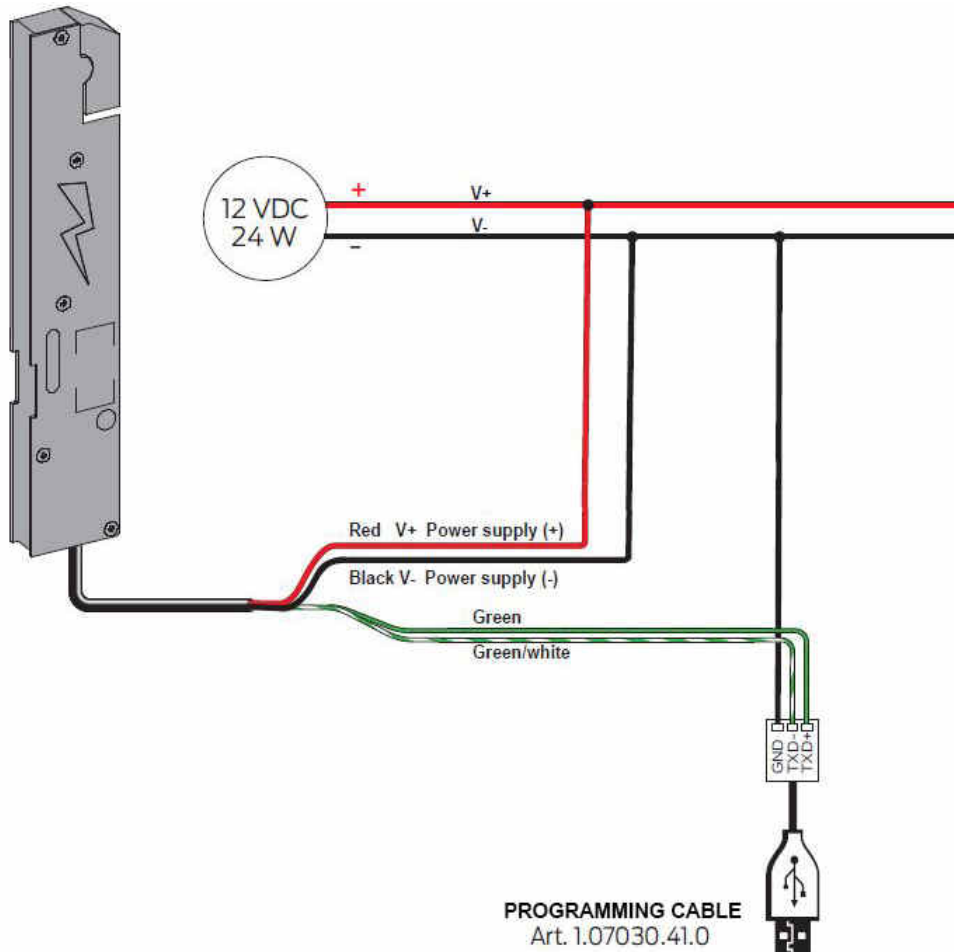 12 VDC
24 W
+
V+
V-
–
Red V+ Power supply (+)
Black V- Power supply (-)
Green
Green/white
GND
TXD-
TXD+
PROGRAMMING CABLE
Art. 1.07030.41.0